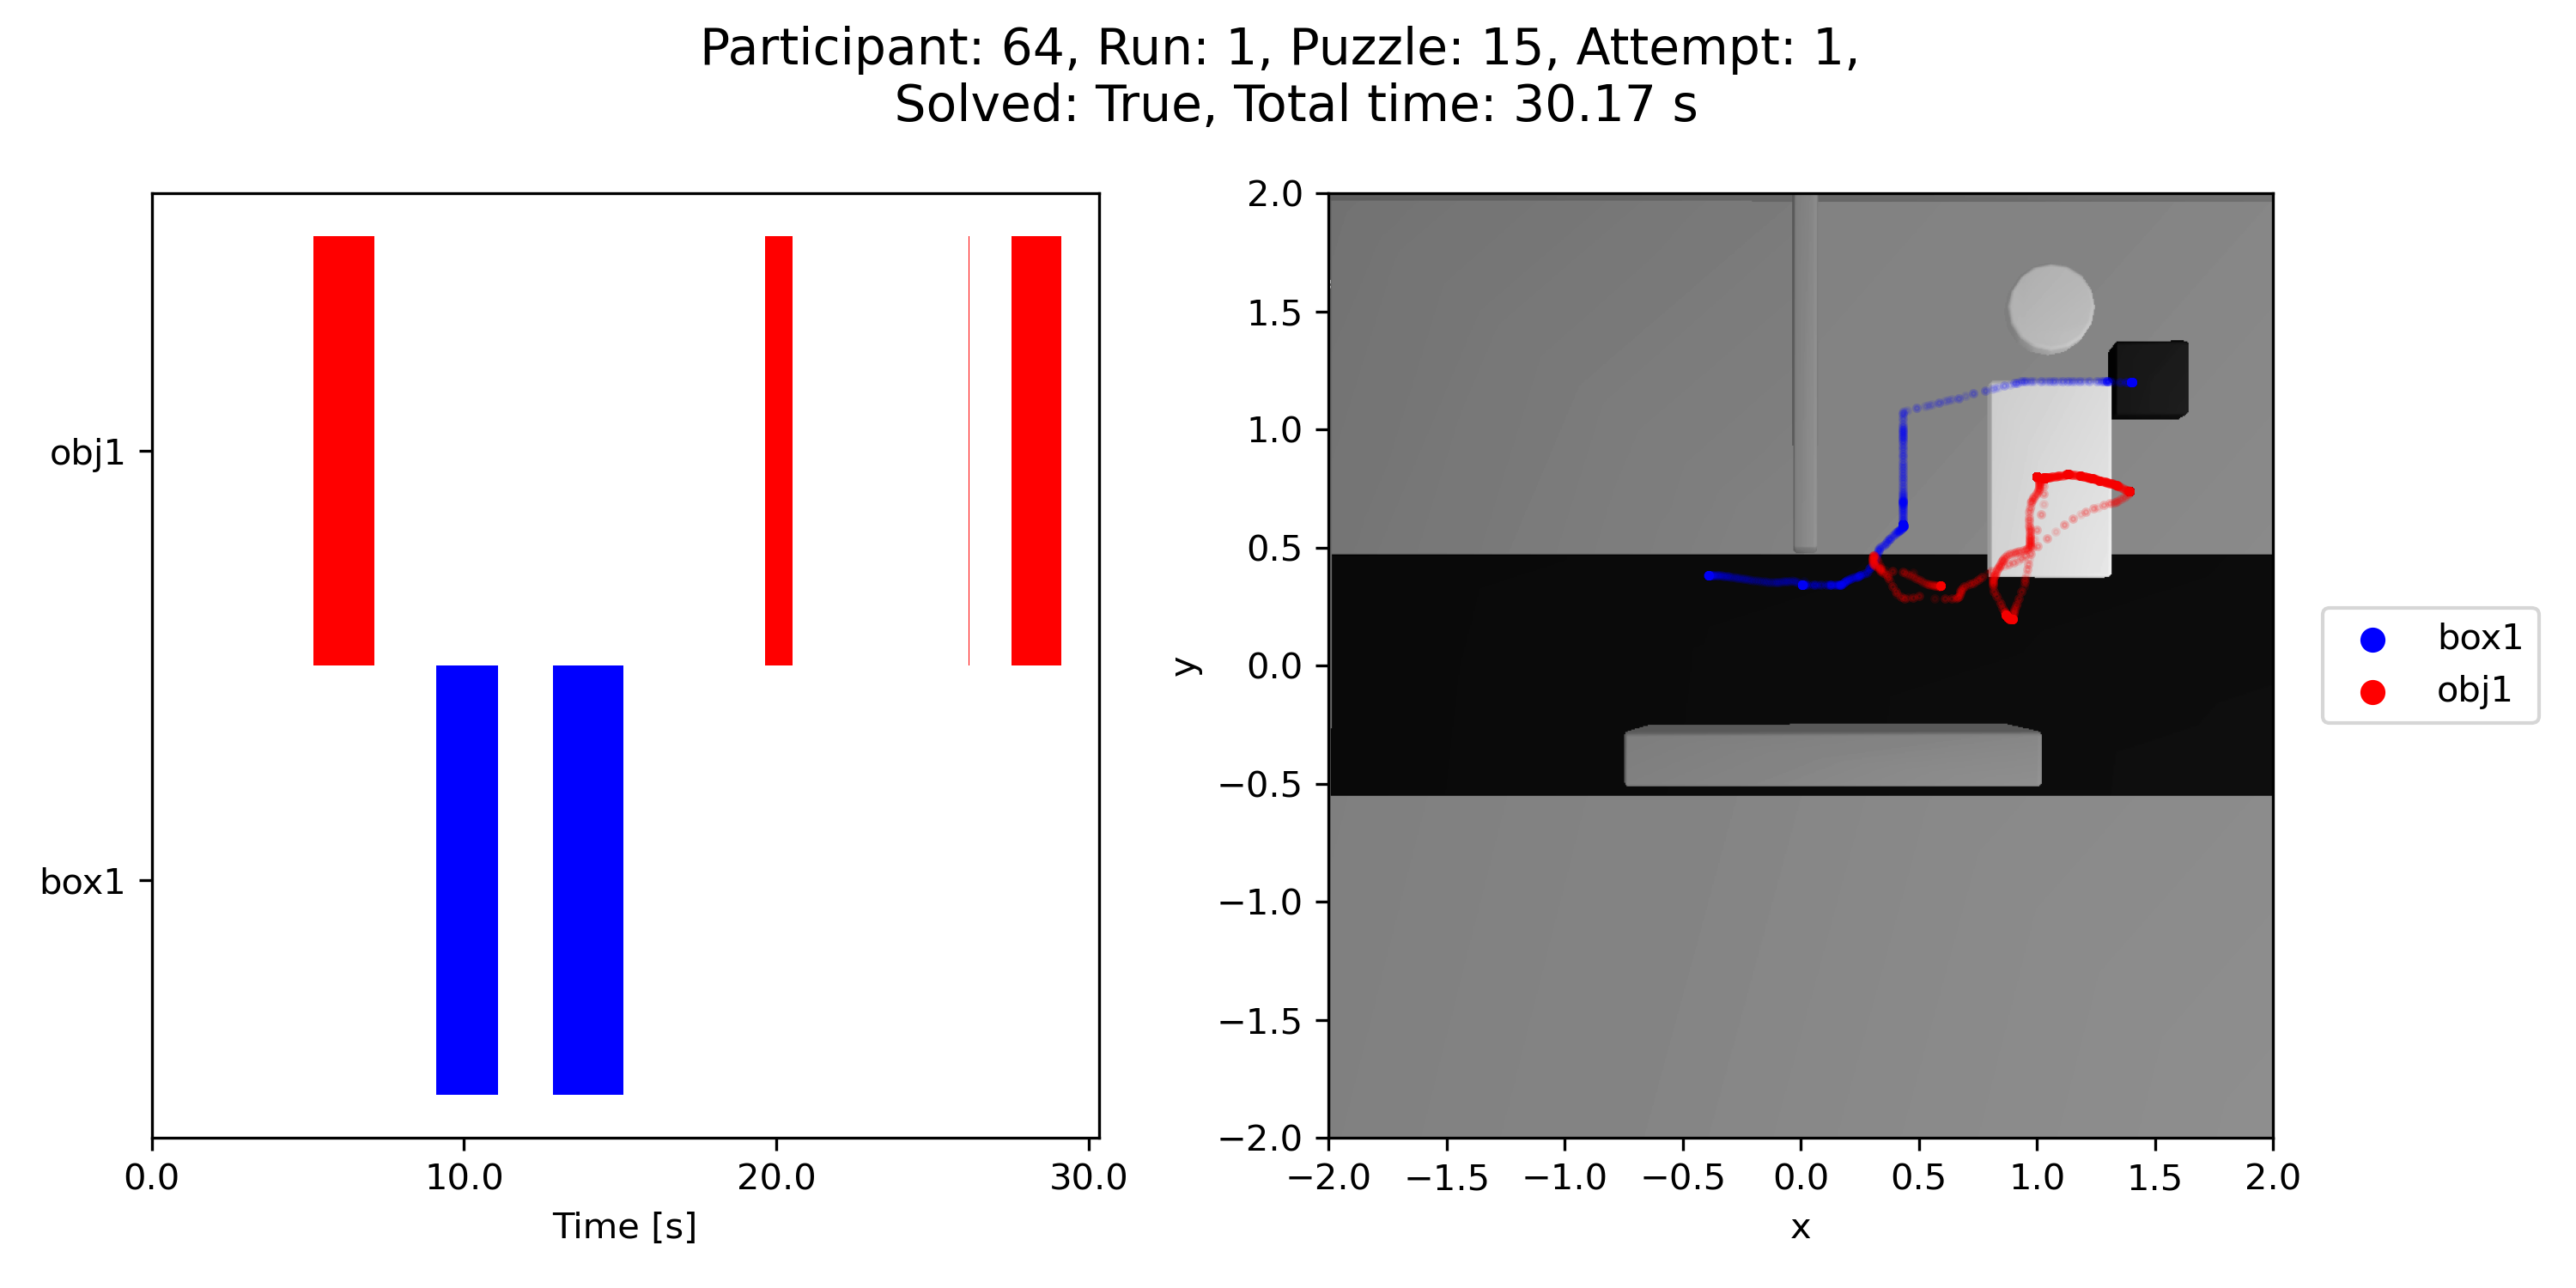 Participant: 64, Run: 1, Puzzle: 15, Attempt: 1,
Solved: True, Total time: 30.17 s
obj1
box1
0.0 10.0 20.0 30.0
Time [s]
2.0
1.5
1.0
0.5
0.0
−0.5
−1.0
−1.5
−2.0
y
−2.0 −1.5 −1.0 −0.5 0.0 0.5 1.0 1.5 2.0
x
box1
obj1